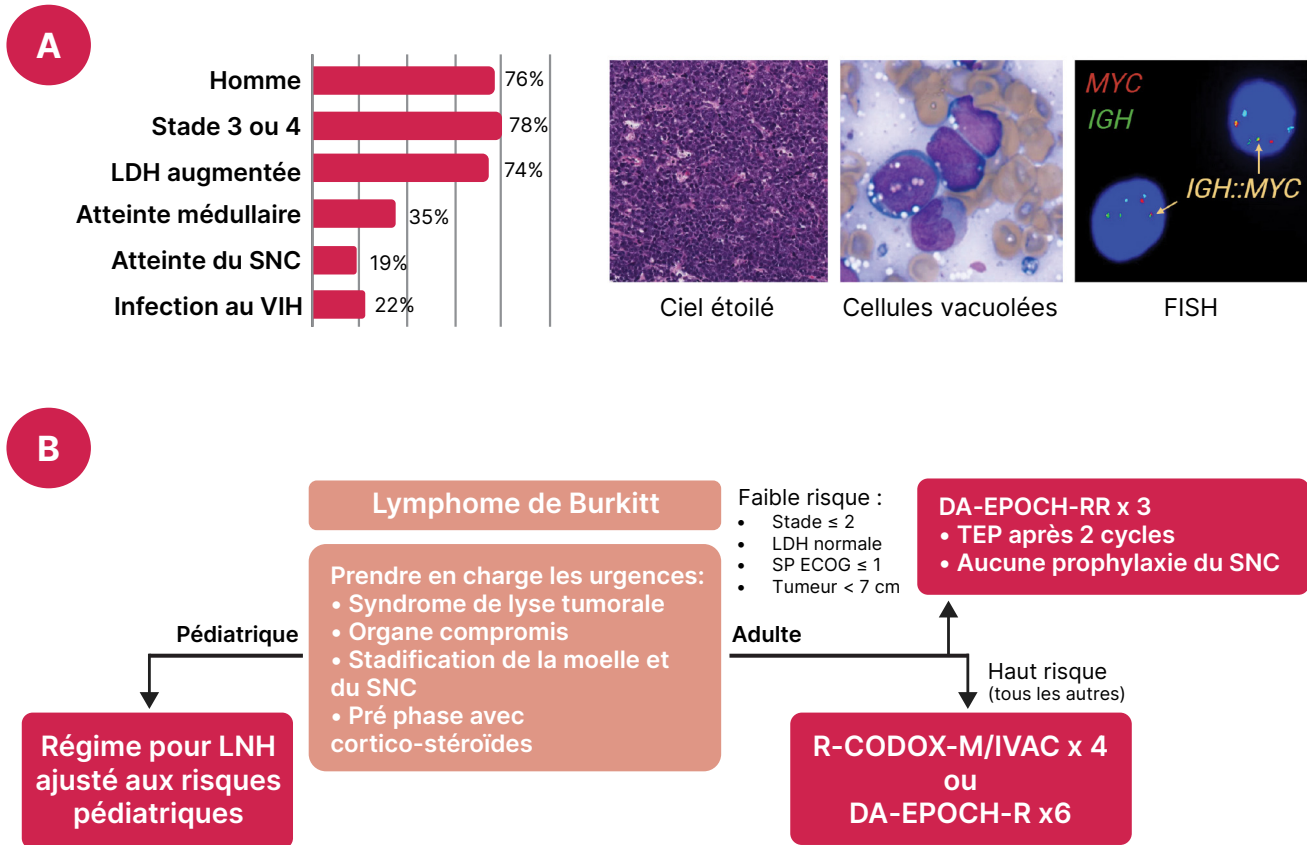 A
Homme
76%
Stade 3 ou 4
78%
LDH augmentée
74%
Atteinte médullaire
35%
Atteinte du SNC
19%
Infection au VIH
22%
MYC
IGH
IGH::MYC
Ciel étoilé
Cellules vacuolées
FISH
B
Lymphome de Burkitt
Prendre en charge les urgences:
• Syndrome de lyse tumorale
• Organe compromis
• Stadification de la moelle et
du SNC
• Pré phase avec
cortico-stéroïdes
Pédiatrique
Régime pour LNH
ajusté aux risques
pédiatriques
Adulte
Faible risque :
• Stade ≤ 2
• LDH normale
• SP ECOG ≤ 1
• Tumeur < 7 cm
DA-EPOCH-RR x 3
• TEP après 2 cycles
• Aucune prophylaxie du SNC
Haut risque
(tous les autres)
R-CODOX-M/IVAC x 4
ou
DA-EPOCH-R x6